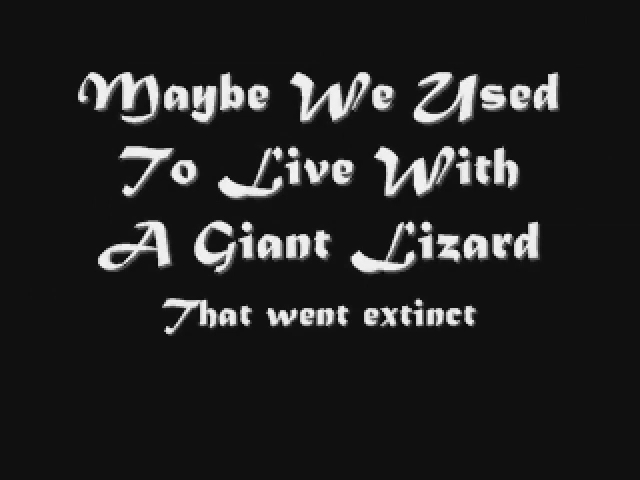 Maybe We Used
To Live With
A Giant Lizard
That went extinct